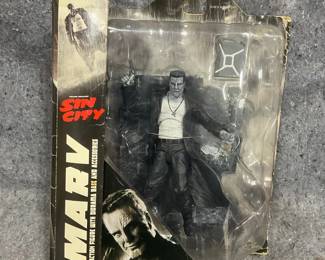 SIN
CITY
MARV
ACTION FIGURE WITH DIORAMA BASE AND ACCESSORIES